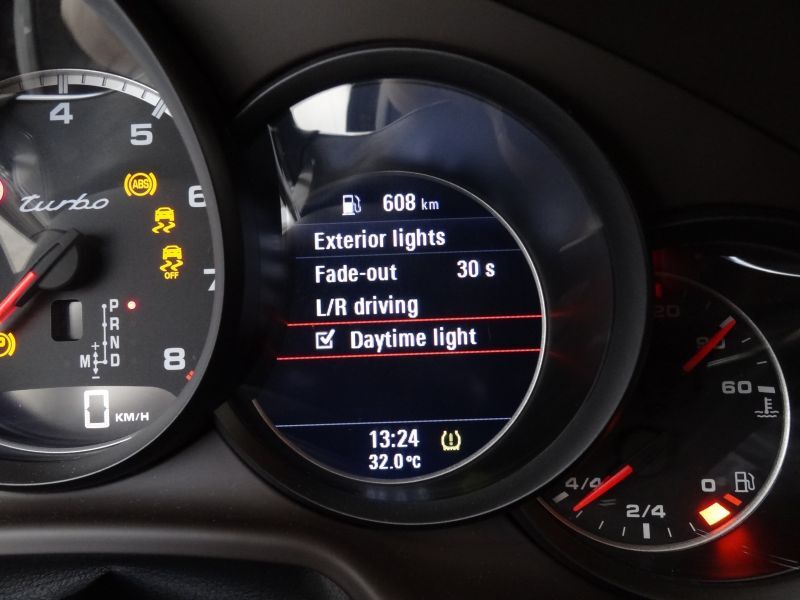 4
5
6
7
8
ABS
turbo
OFF
P
R
N
D
M
+
-
0 KM/H
608 km
Exterior lights
Fade-out 30 s
L/R driving
Daytime light
13:24
32.0°C
90
60
4/4
2/4
0